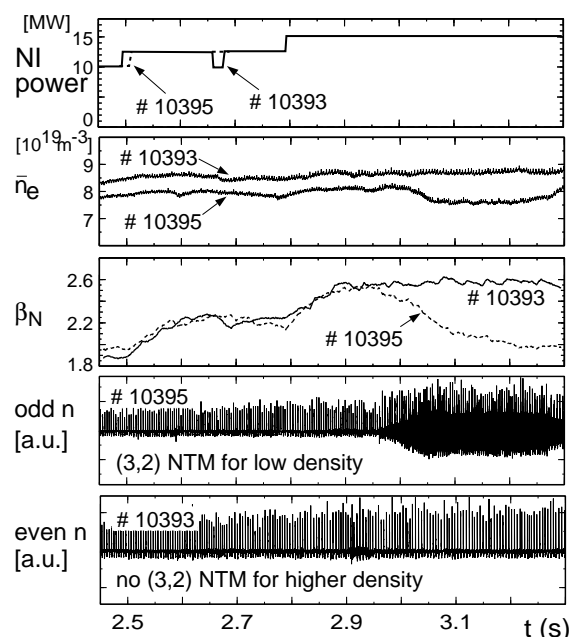 [MW]
15
NI
10
power
# 10395
# 10393
0
[10¹⁹m⁻³
9
# 10393
n̄e
8
7
# 10395
2.6
βN
# 10393
2.2
# 10395
1.8
# 10395
odd n
[a.u.]
(3,2) NTM for low density
# 10393
even n
[a.u.]
no (3,2) NTM for higher density
2.5 2.7 2.9 3.1 t (s)